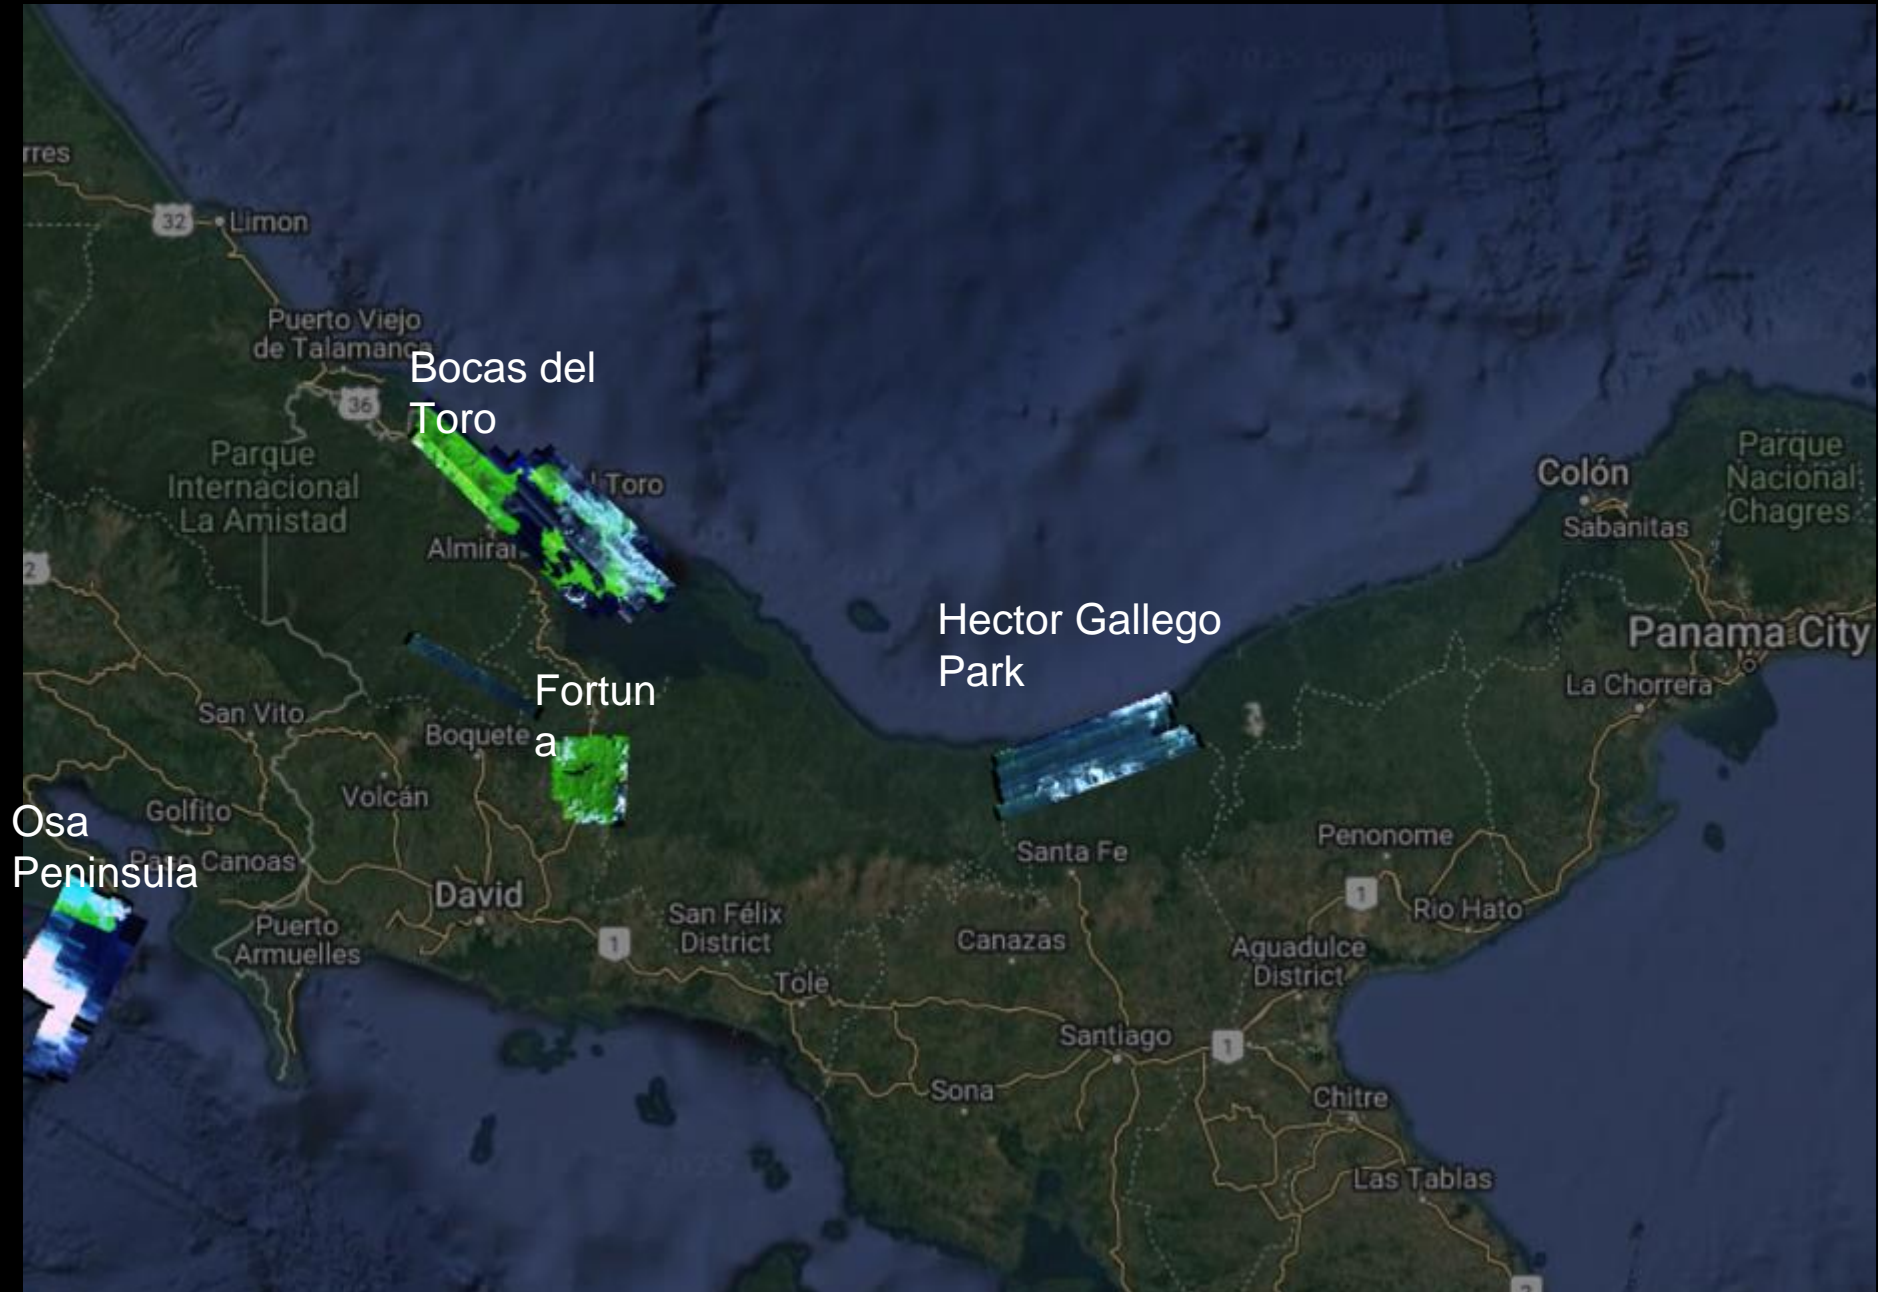 rres
32
Limon
Puerto Viejo
de Talamanca
Bocas del
Toro
36
Parque
Internacional
La Amistad
l Toro
Almiran
Colón
Sabanitas
Parque
Nacional
Chagres
2
Hector Gallego
Park
Panama City
La Chorrera
Fortun
a
San Vito
Boquete
Volcán
Golfito
Osa
Peninsula
Canoas
David
Puerto
Armuelles
1
San Félix
District
Tole
Santa Fe
Canazas
Penonome
1
Rio Hato
Aguadulce
District
Santiago
1
Sona
Chitre
Las Tablas